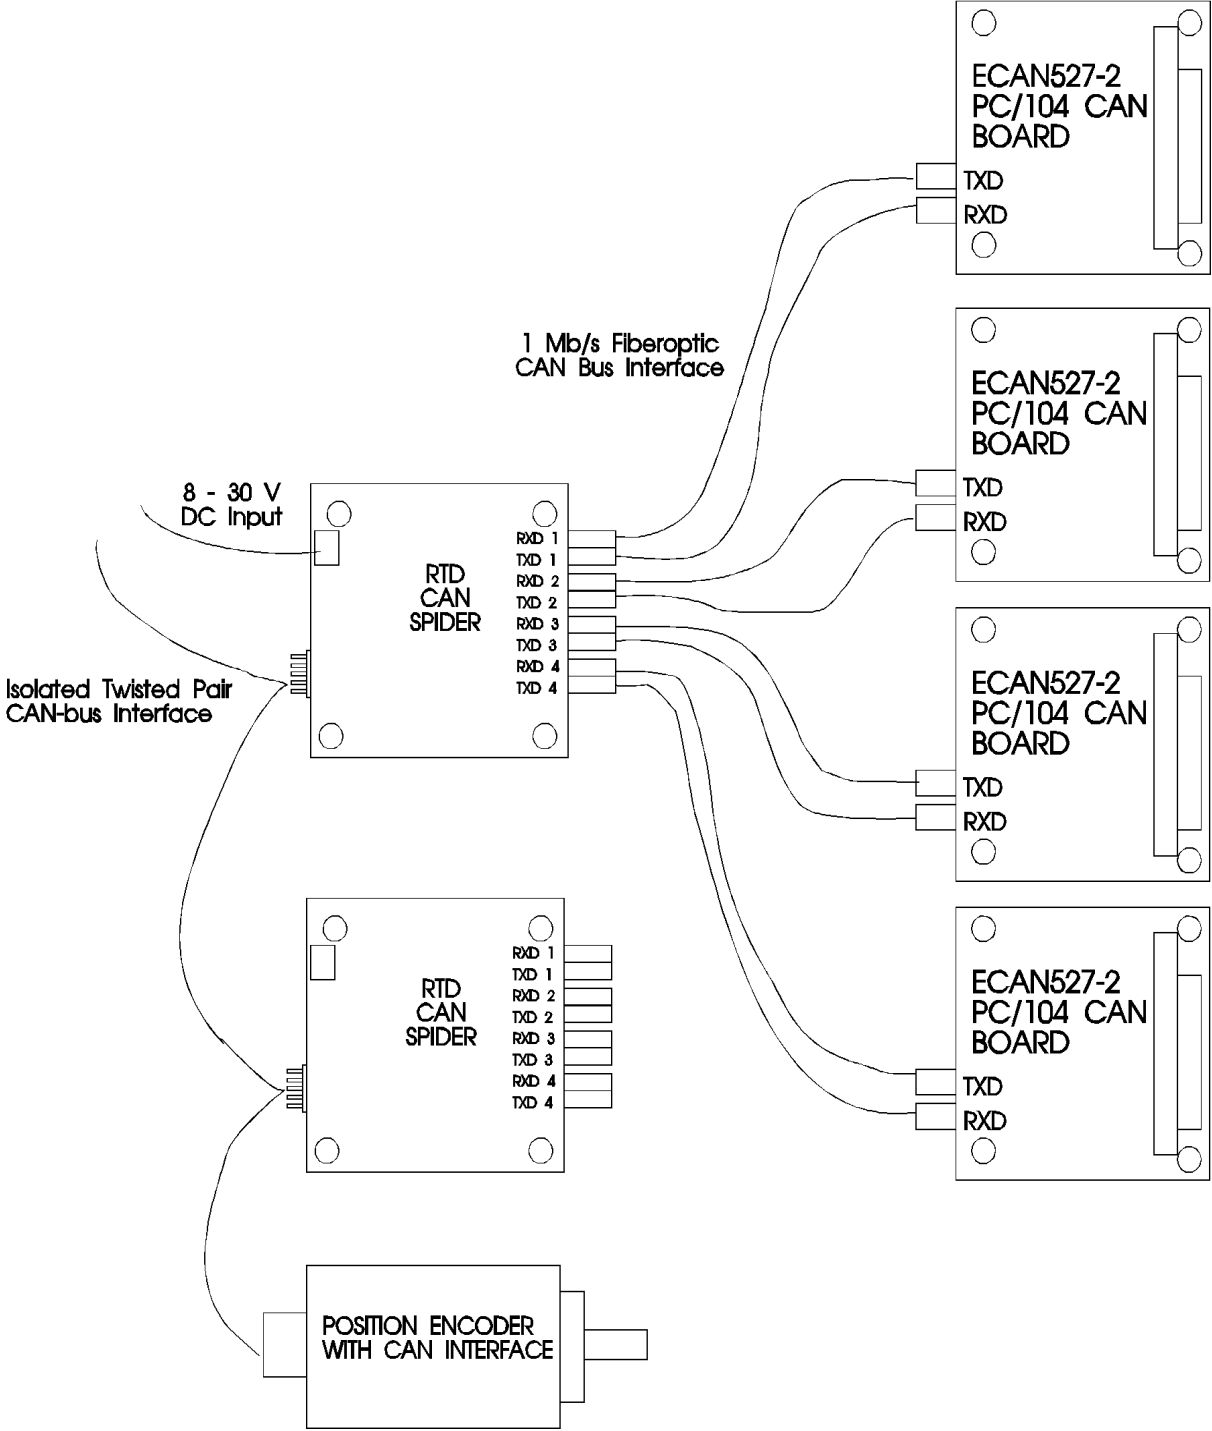 ECAN527-2
PC/104 CAN
BOARD
TXD
RXD
1 Mb/s Fiberoptic
CAN Bus Interface
ECAN527-2
PC/104 CAN
BOARD
TXD
RXD
8 - 30 V
DC Input
RTD
CAN
SPIDER
RXD 1
TXD 1
RXD 2
TXD 2
RXD 3
TXD 3
RXD 4
TXD 4
Isolated Twisted Pair
CAN-bus Interface
ECAN527-2
PC/104 CAN
BOARD
TXD
RXD
RTD
CAN
SPIDER
RXD 1
TXD 1
RXD 2
TXD 2
RXD 3
TXD 3
RXD 4
TXD 4
ECAN527-2
PC/104 CAN
BOARD
TXD
RXD
POSITION ENCODER
WITH CAN INTERFACE